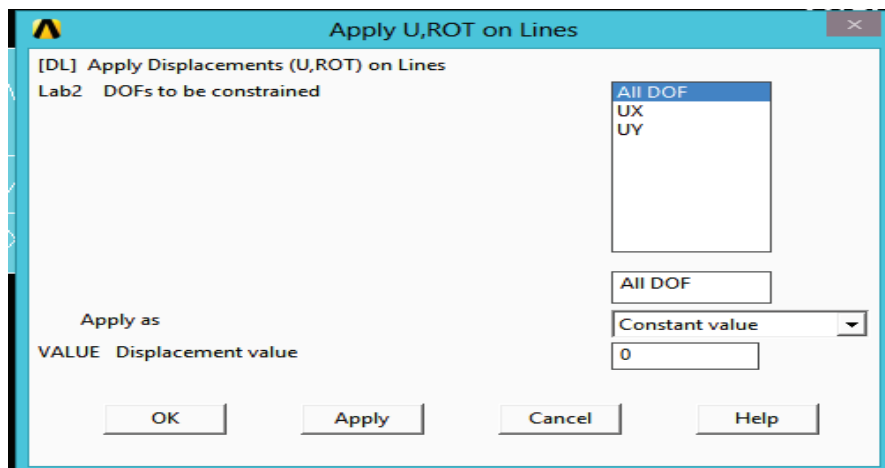 Apply U,ROT on Lines
[DL] Apply Displacements (U,ROT) on Lines
Lab2 DOFs to be constrained
All DOF
UX
UY
All DOF
Apply as
Constant value
VALUE Displacement value
0
OK
Apply
Cancel
Help